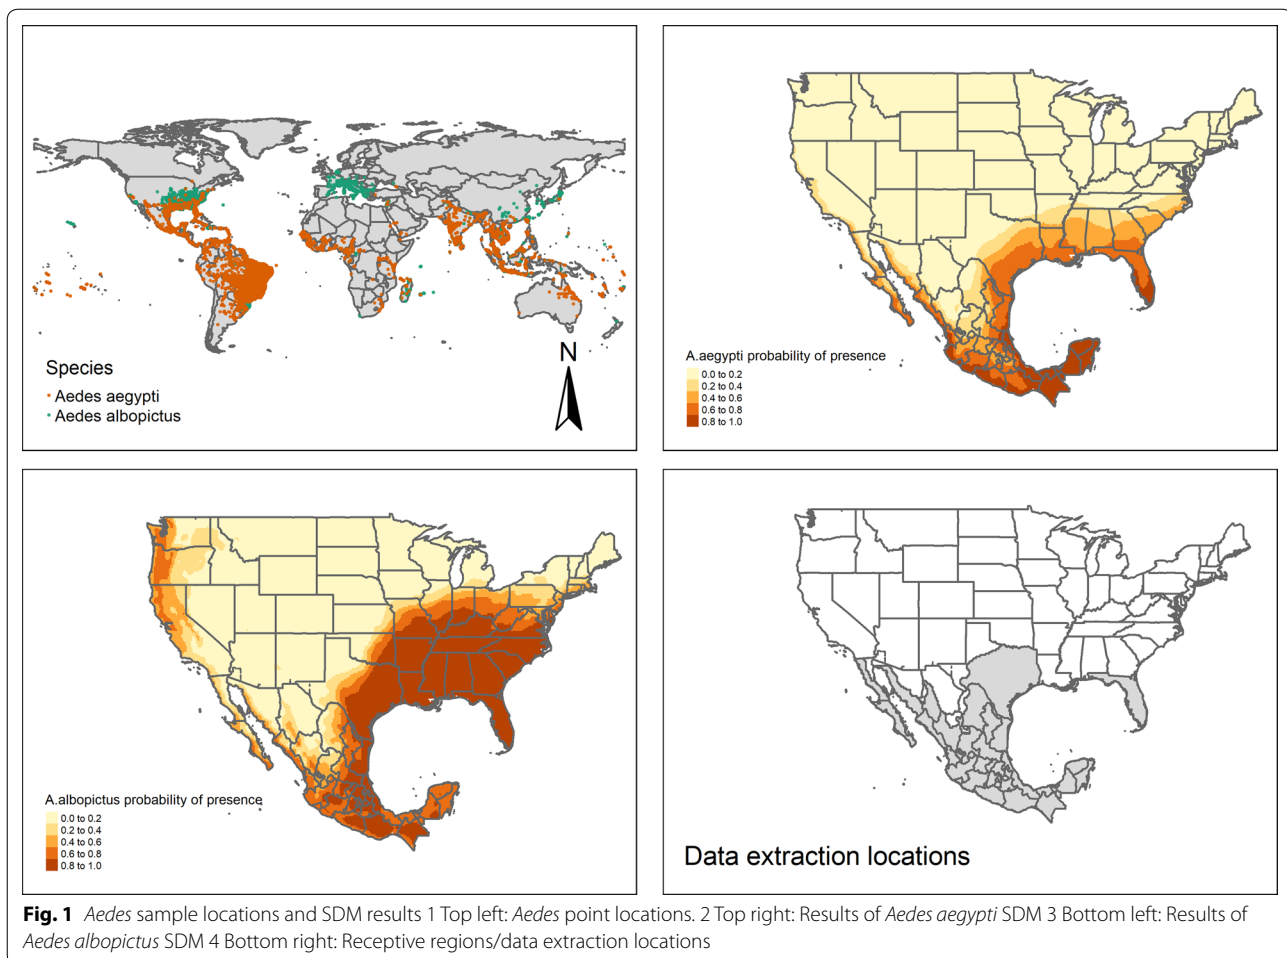 N
Species
Aedes aegypti
Aedes albopictus
A.aegypti probability of presence
0.0 to 0.2
0.2 to 0.4
0.4 to 0.6
0.6 to 0.8
0.8 to 1.0
A.albopictus probability of presence
0.0 to 0.2
0.2 to 0.4
0.4 to 0.6
0.6 to 0.8
0.8 to 1.0
Data extraction locations
Fig. 1 Aedes sample locations and SDM results 1 Top left: Aedes point locations. 2 Top right: Results of Aedes aegypti SDM 3 Bottom left: Results of
Aedes albopictus SDM 4 Bottom right: Receptive regions/data extraction locations